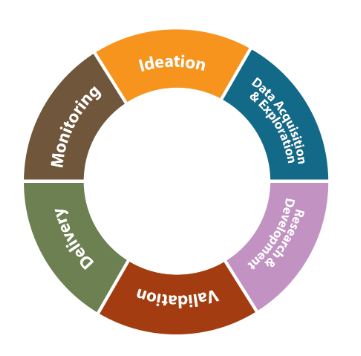 Ideation
Data Acquisition
& Exploration
Research &
Development
Validation
Delivery
Monitoring